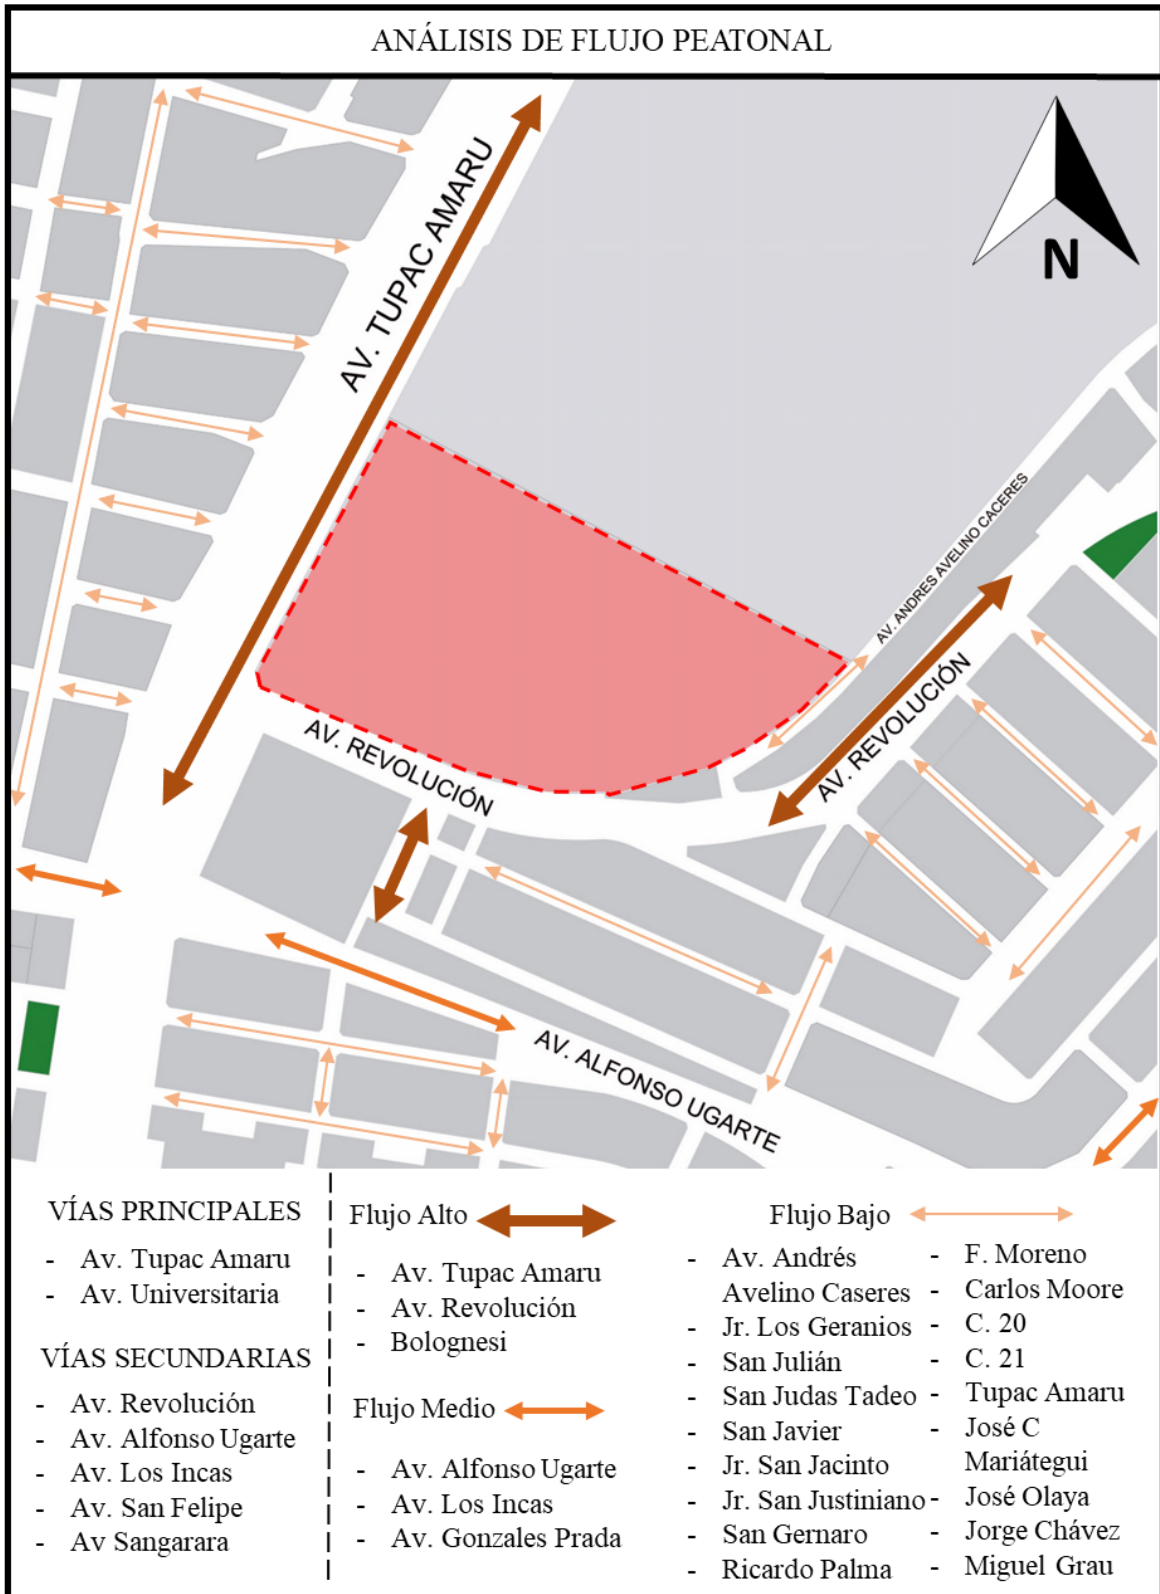 ANÁLISIS DE FLUJO PEATONAL
AV. TUPAC AMARU
N
AV. ANDRES AVELINO CACERES
AV. REVOLUCIÓN
AV. REVOLUCIÓN
AV. ALFONSO UGARTE
VÍAS PRINCIPALES
- Av. Tupac Amaru
- Av. Universitaria
VÍAS SECUNDARIAS
- Av. Revolución
- Av. Alfonso Ugarte
- Av. Los Incas
- Av. San Felipe
- Av Sangarara
Flujo Alto
- Av. Tupac Amaru
- Av. Revolución
- Bolognesi
Flujo Medio
- Av. Alfonso Ugarte
- Av. Los Incas
- Av. Gonzales Prada
Flujo Bajo
- Av. Andrés
Avelino Caseres
- Jr. Los Geranios
- San Julián
- San Judas Tadeo
- San Javier
- Jr. San Jacinto
- Jr. San Justiniano
- San Gernaro
- Ricardo Palma
- F. Moreno
- Carlos Moore
- C. 20
- C. 21
- Tupac Amaru
- José C
Mariátegui
- José Olaya
- Jorge Chávez
- Miguel Grau